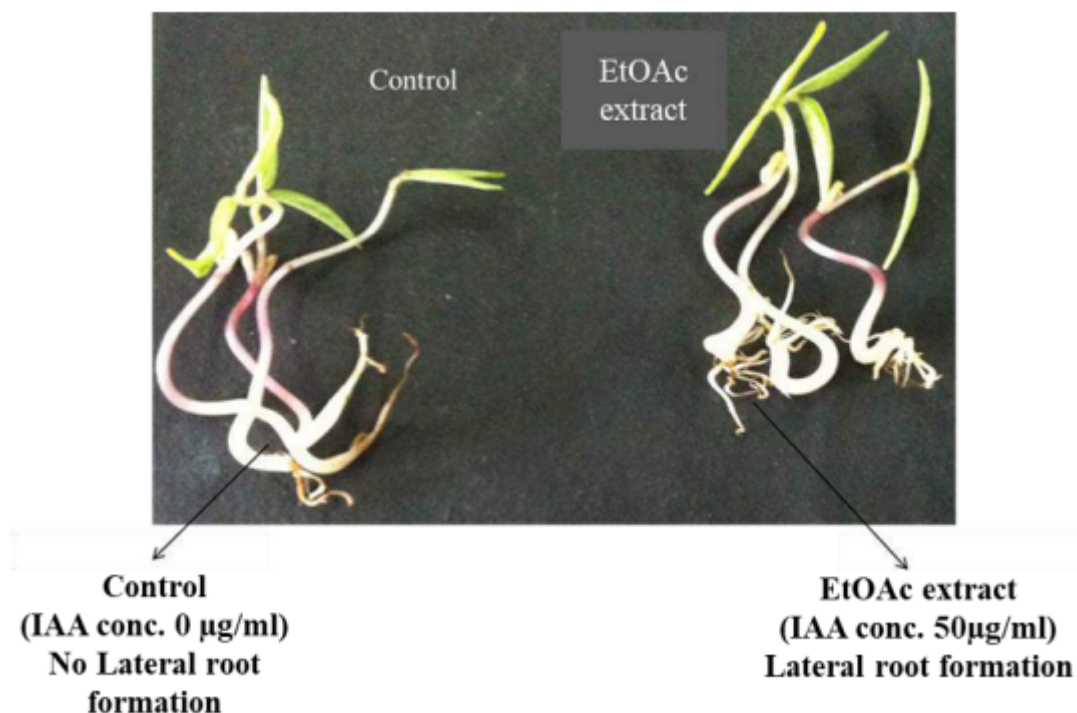 Control
EtOAc
extract
Control
(IAA conc. 0 µg/ml)
No Lateral root
formation
EtOAc extract
(IAA conc. 50µg/ml)
Lateral root formation